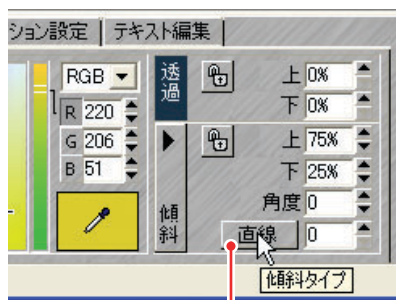 ション設定 テキスト編集
RGB
R 220
G 206
B 51
透過
上 0%
下 0%
傾斜
上 75%
下 25%
角度 0
直線 0
傾斜タイプ